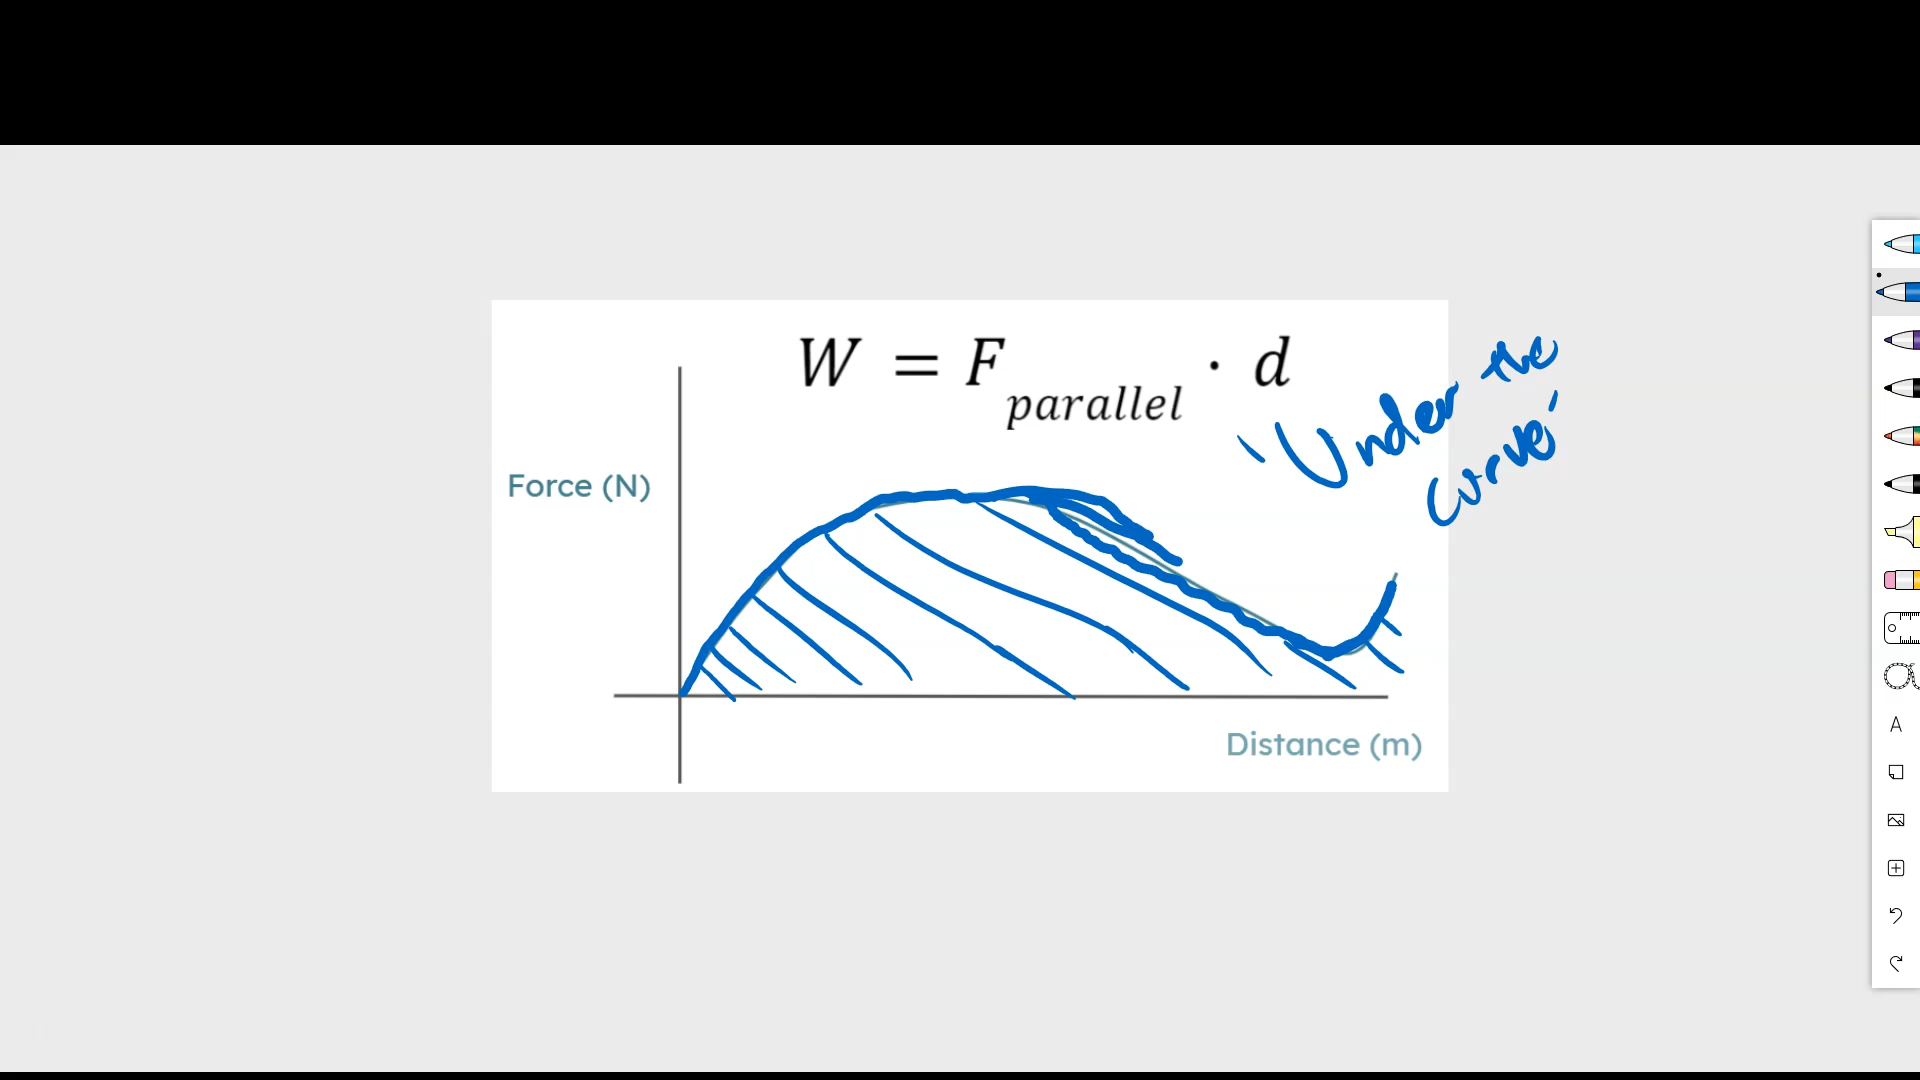 W = F parallel · d
Force (N)
Distance (m)
'Under the
curve'
A